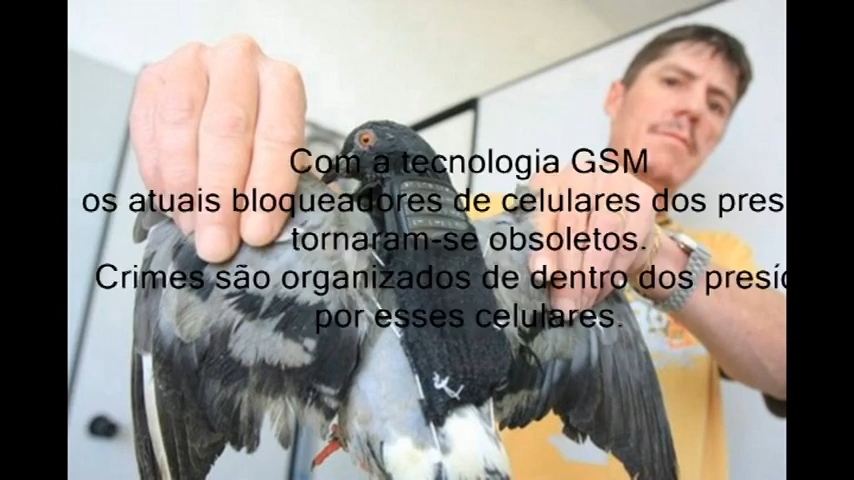 Com a tecnologia GSM
os atuais bloqueadores de celulares dos pres
tornaram-se obsoletos.
Crimes são organizados de dentro dos presíd
por esses celulares.